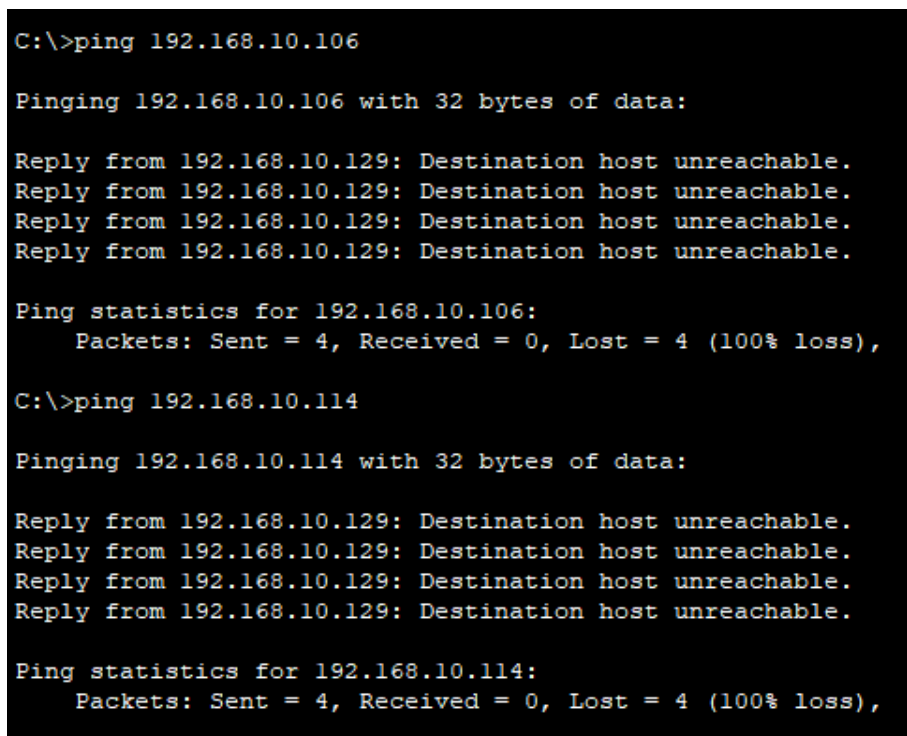 C:\>ping 192.168.10.106
Pinging 192.168.10.106 with 32 bytes of data:
Reply from 192.168.10.129: Destination host unreachable.
Reply from 192.168.10.129: Destination host unreachable.
Reply from 192.168.10.129: Destination host unreachable.
Reply from 192.168.10.129: Destination host unreachable.
Ping statistics for 192.168.10.106:
    Packets: Sent = 4, Received = 0, Lost = 4 (100% loss),
C:\>ping 192.168.10.114
Pinging 192.168.10.114 with 32 bytes of data:
Reply from 192.168.10.129: Destination host unreachable.
Reply from 192.168.10.129: Destination host unreachable.
Reply from 192.168.10.129: Destination host unreachable.
Reply from 192.168.10.129: Destination host unreachable.
Ping statistics for 192.168.10.114:
    Packets: Sent = 4, Received = 0, Lost = 4 (100% loss),